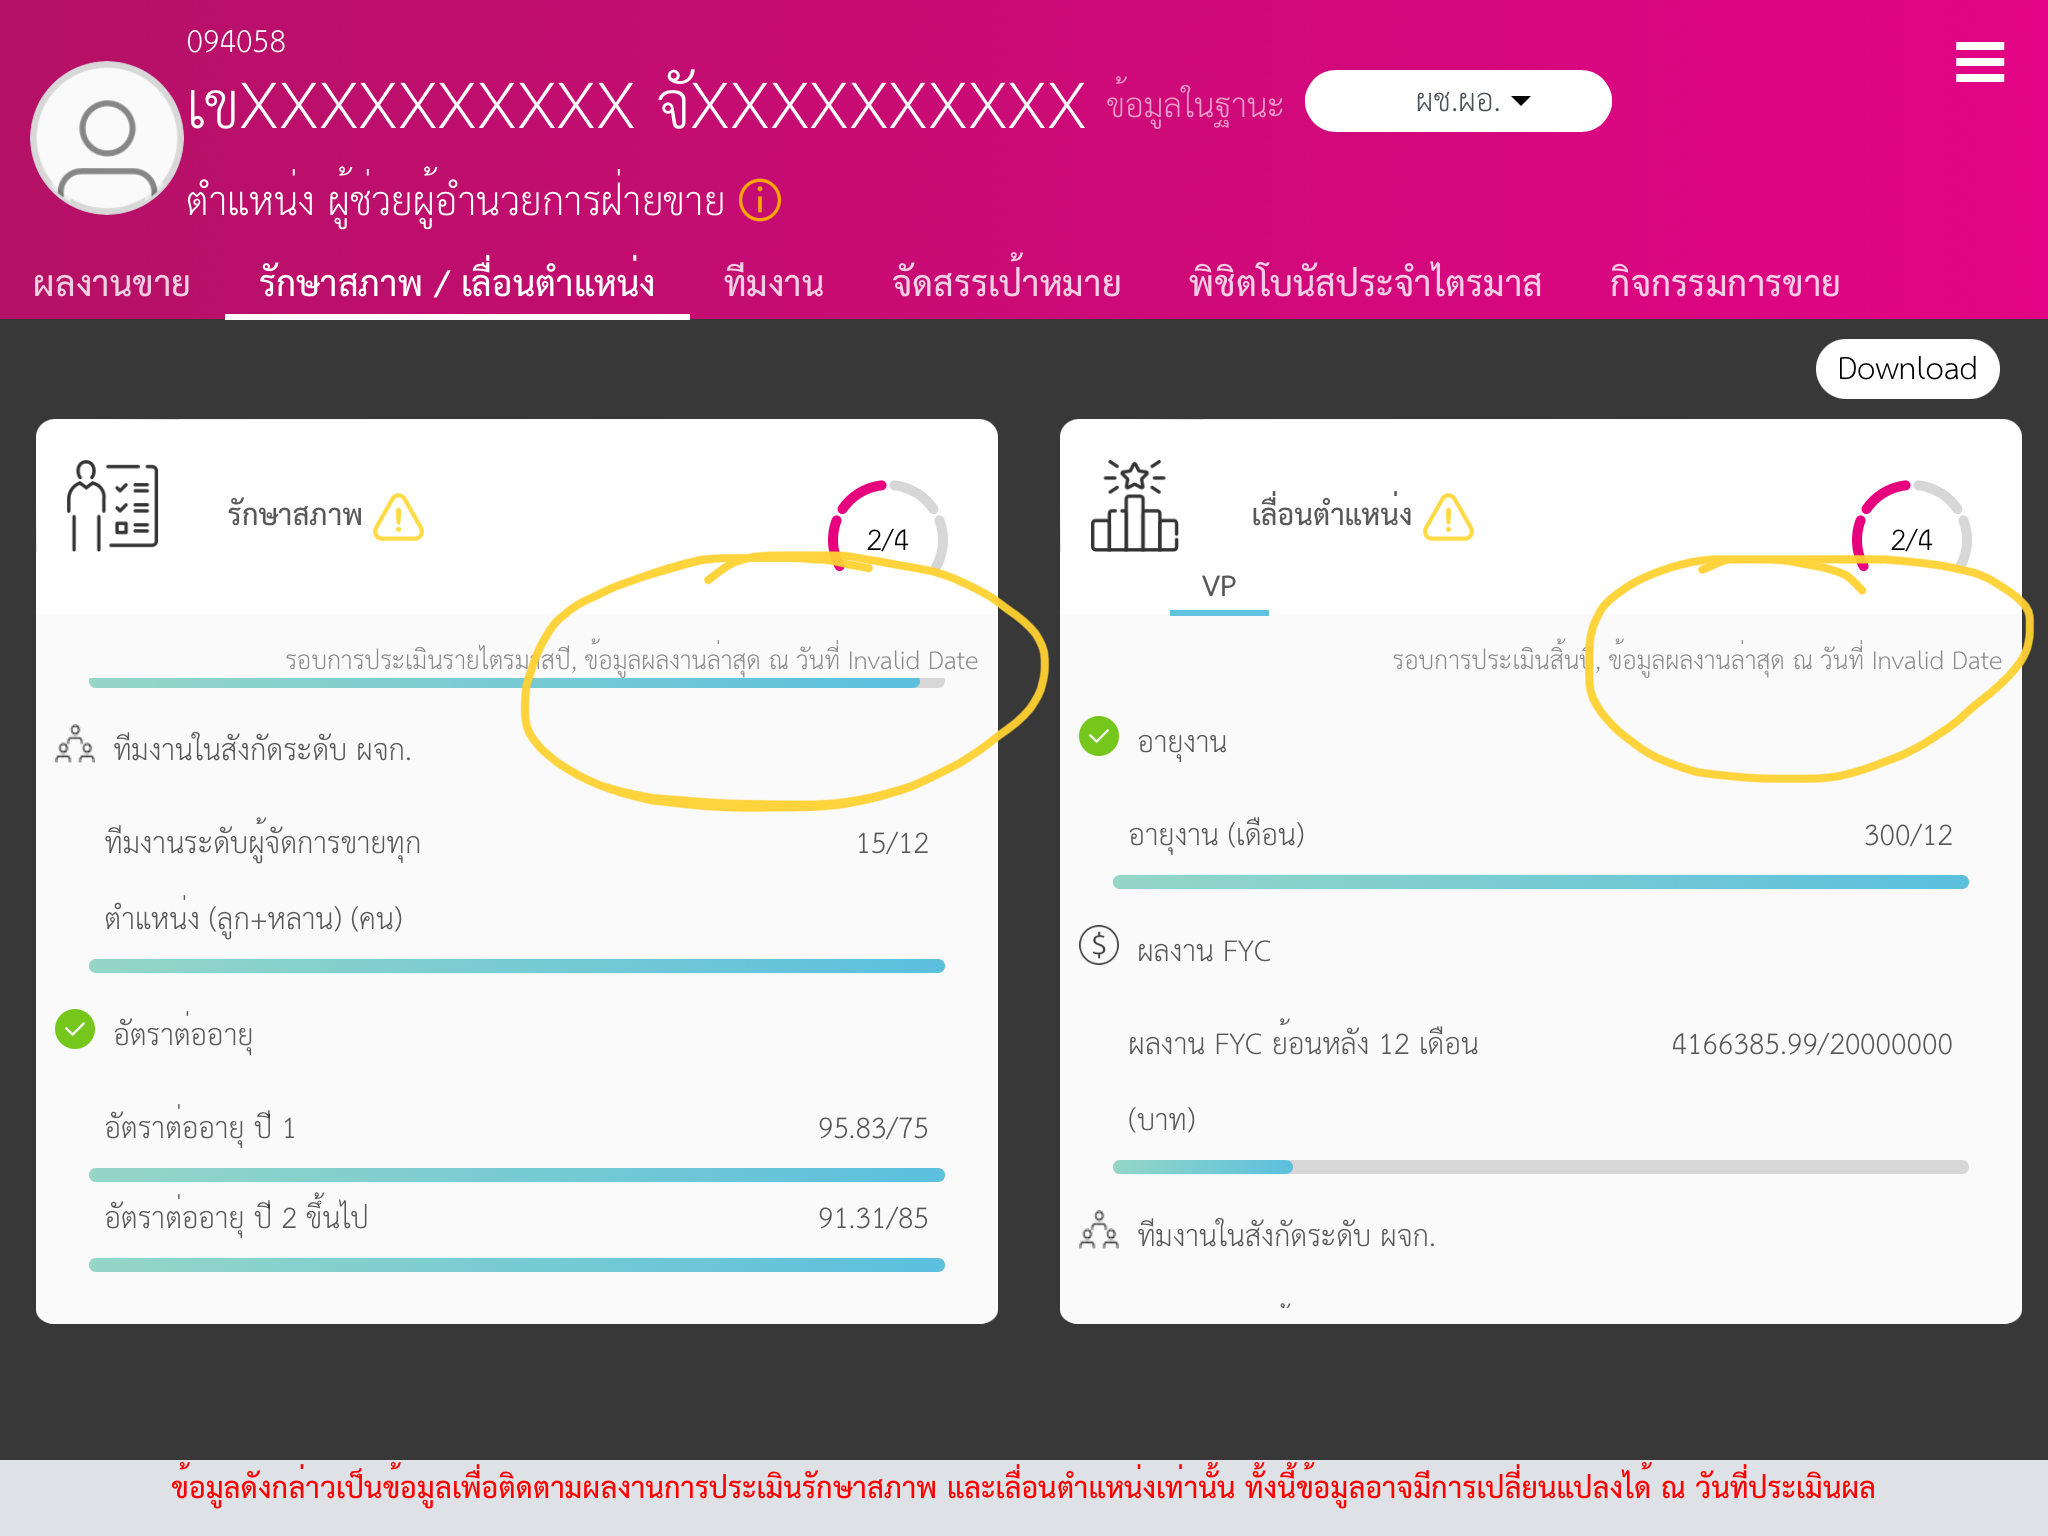 094058
เขXXXXXXXXXX จัXXXXXXXXXX ข้อมูลในฐานะ ผช.ผอ.
ตำแหน่ง ผู้ช่วยผู้อำนวยการฝ่ายขาย
ผลงานขาย รักษาสภาพ / เลื่อนตำแหน่ง ทีมงาน จัดสรรเป้าหมาย พิชิตโบนัสประจำไตรมาส กิจกรรมการขาย
Download
รักษาสภาพ 2/4
รอบการประเมินรายไตรมาสปี, ข้อมูลผลงานล่าสุด ณ วันที่ Invalid Date
ทีมงานในสังกัดระดับ ผจก.
ทีมงานระดับผู้จัดการขายทุก 15/12
ตำแหน่ง (ลูก+หลาน) (คน)
อัตราต่ออายุ
อัตราต่ออายุ ปี 1 95.83/75
อัตราต่ออายุ ปี 2 ขึ้นไป 91.31/85
เลื่อนตำแหน่ง 2/4
VP
รอบการประเมินสิ้นปี, ข้อมูลผลงานล่าสุด ณ วันที่ Invalid Date
อายุงาน
อายุงาน (เดือน) 300/12
ผลงาน FYC
ผลงาน FYC ย้อนหลัง 12 เดือน 4166385.99/20000000
(บาท)
ทีมงานในสังกัดระดับ ผจก.
ข้อมูลดังกล่าวเป็นข้อมูลเพื่อติดตามผลงานการประเมินรักษาสภาพ และเลื่อนตำแหน่งเท่านั้น ทั้งนี้ข้อมูลอาจมีการเปลี่ยนแปลงได้ ณ วันที่ประเมินผล